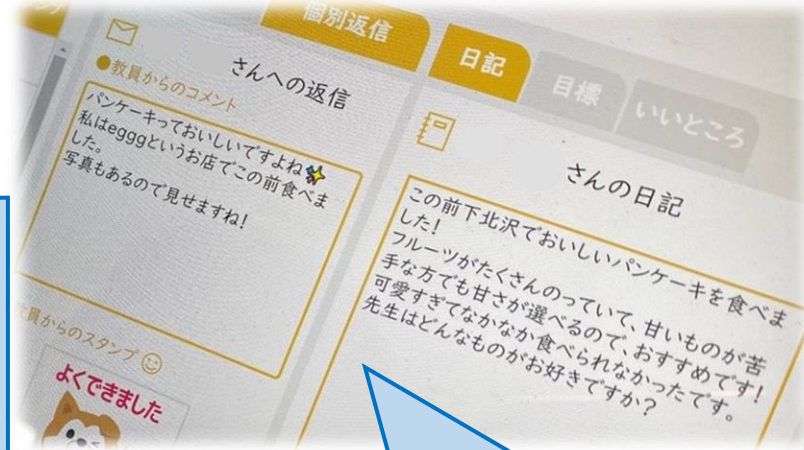 個別返信
さんへの返信
●教員からのコメント
パンケーキっておいしいですよね✨
私はegggというお店でこの前食べま
した。
写真もあるので見せますね!
教員からのスタンプ☺
よくできました
日記
目標
いいところ
さんの日記
この前下北沢でおいしいパンケーキを食べま
した!
フルーツがたくさんのっていて、甘いものが苦
手な方でも甘さが選べるので、おすすめです!
可愛すぎてなかなか食べられなかったです。
先生はどんなものがお好きですか?